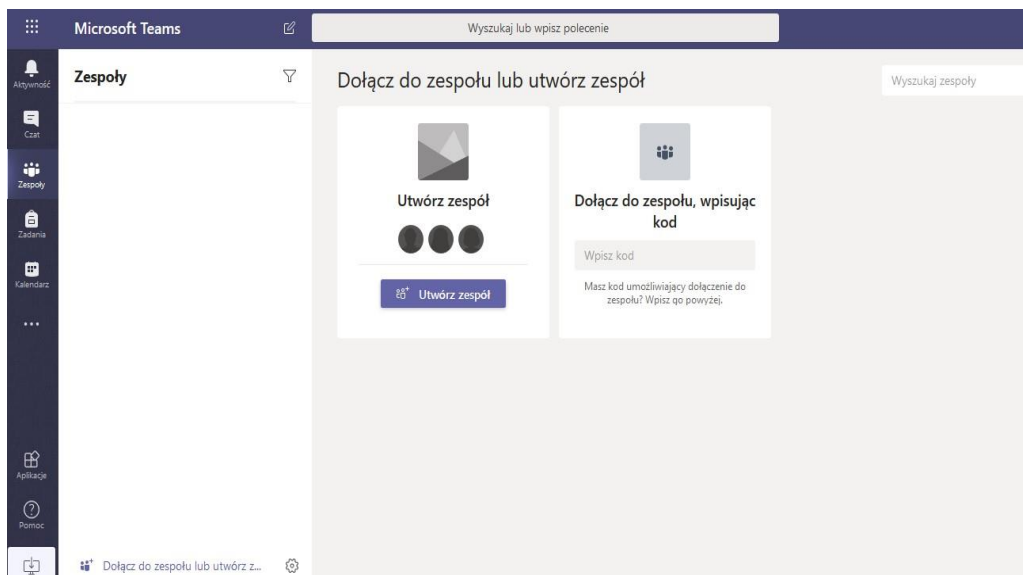 Microsoft Teams
Wyszukaj lub wpisz polecenie
Aktywność
Czat
Zespoły
Zadania
Kalendarz
Aplikacje
Pomoc
Zespoły
Dołącz do zespołu lub utwórz z...
Dołącz do zespołu lub utwórz zespół
Wyszukaj zespoły
Utwórz zespół
Utwórz zespół
Dołącz do zespołu, wpisując
kod
Wpisz kod
Masz kod umożliwiający dołączenie do
zespołu? Wpisz go powyżej.